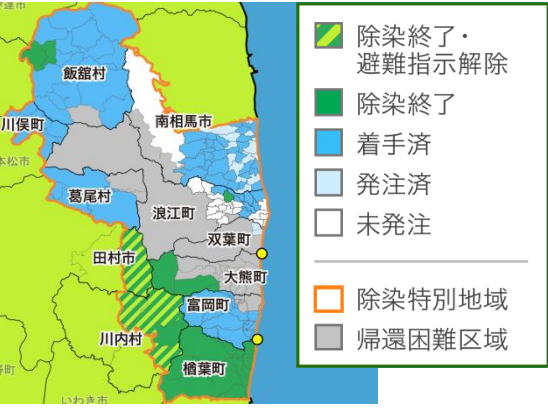 飯舘村
川俣町
南相馬市
葛尾村
浪江町
双葉町
田村市
大熊町
富岡町
川内村
楢葉町
いわき市
除染終了・
避難指示解除
除染終了
着手済
発注済
未発注
除染特別地域
帰還困難区域